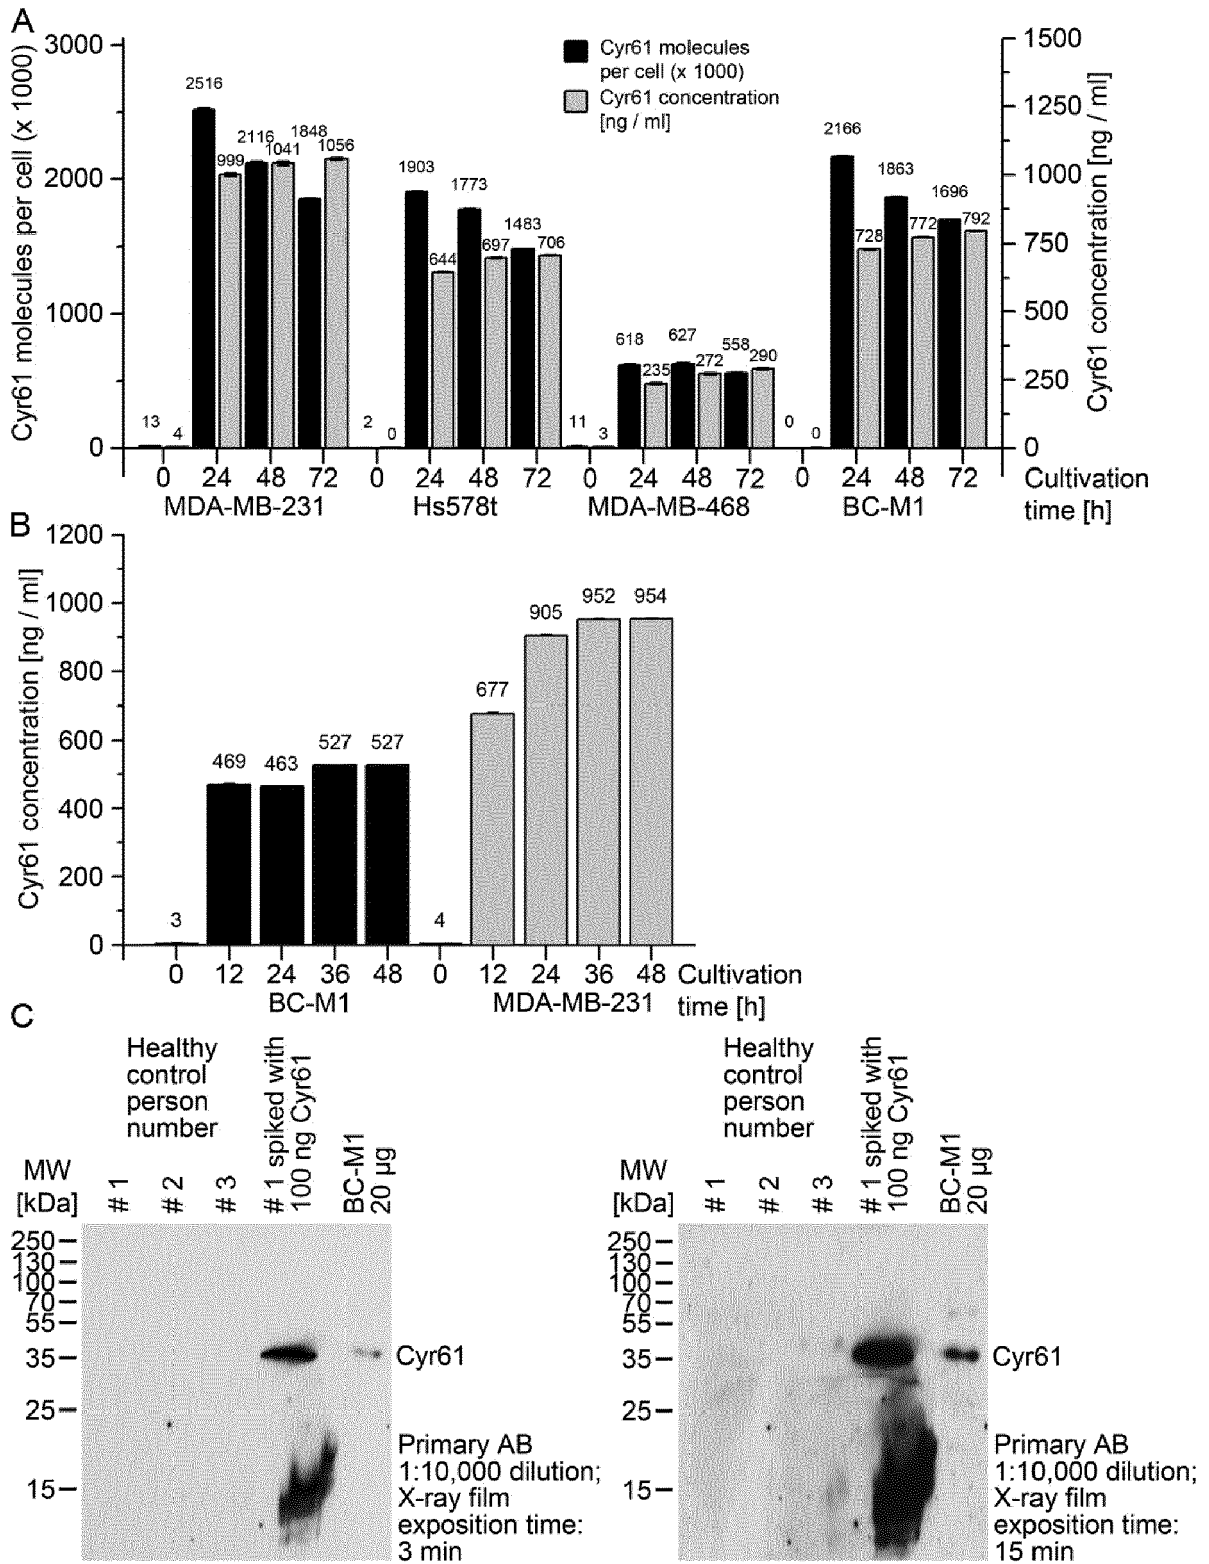 A
Cyr61 molecules per cell (x 1000)
3000
2000
1000
0
Cyr61 molecules
per cell (x 1000)
Cyr61 concentration
[ng / ml]
1500
1250
1000
750
500
250
0
Cyr61 concentration [ng / ml]
13 4 2516 999 2116 1041 1848 1056
2 0 1903 644 1773 697 1483 706
11 3 618 235 627 272 558 290
0 0 2166 728 1863 772 1696 792
0 24 48 72 0 24 48 72 0 24 48 72 0 24 48 72 Cultivation
MDA-MB-231 Hs578t MDA-MB-468 BC-M1 time [h]
B
Cyr61 concentration [ng / ml]
1200
1000
800
600
400
200
0
3 469 463 527 527 4 677 905 952 954
0 12 24 36 48 0 12 24 36 48 Cultivation
BC-M1 MDA-MB-231 time [h]
C
Healthy
control
person
number
MW
[kDa]
# 1
# 2
# 3
# 1 spiked with
100 ng Cyr61
BC-M1
20 µg
250
130
100
70
55
35
25
15
Cyr61
Primary AB
1:10,000 dilution;
X-ray film
exposition time:
3 min
Healthy
control
person
number
MW
[kDa]
# 1
# 2
# 3
# 1 spiked with
100 ng Cyr61
BC-M1
20 µg
250
130
100
70
55
35
25
15
Cyr61
Primary AB
1:10,000 dilution;
X-ray film
exposition time:
15 min